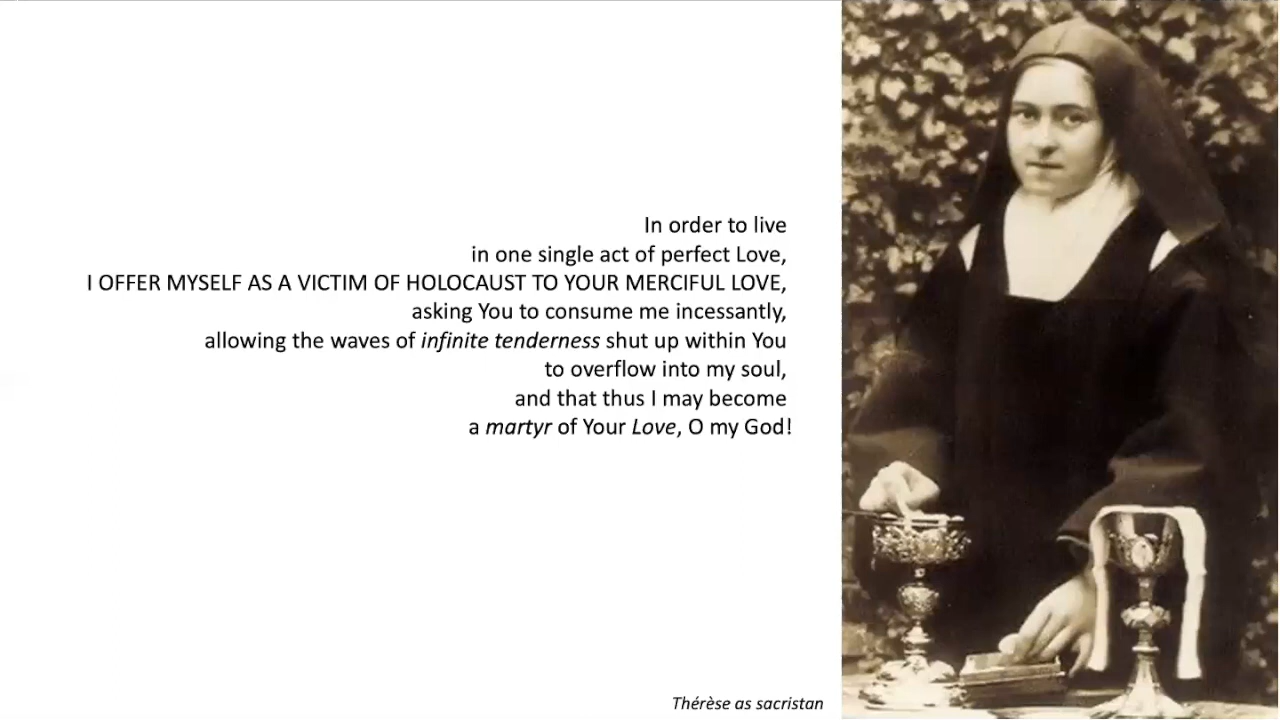 In order to live
in one single act of perfect Love,
I OFFER MYSELF AS A VICTIM OF HOLOCAUST TO YOUR MERCIFUL LOVE,
asking You to consume me incessantly,
allowing the waves of infinite tenderness shut up within You
to overflow into my soul,
and that thus I may become
a martyr of Your Love, O my God!
Thérèse as sacristan